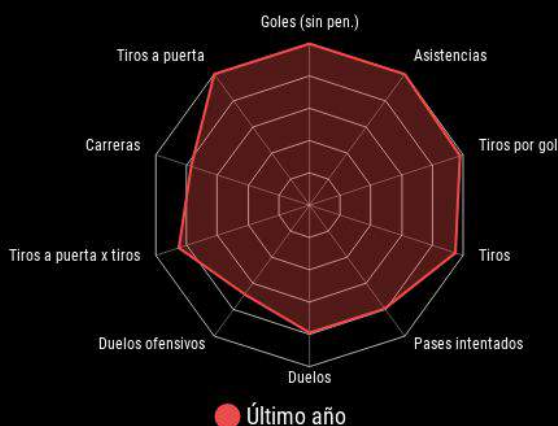 Goles (sin pen.)
Tiros a puerta
Asistencias
Carreras
Tiros por gol
Tiros a puerta x tiros
Tiros
Duelos ofensivos
Pases intentados
Duelos
Último año